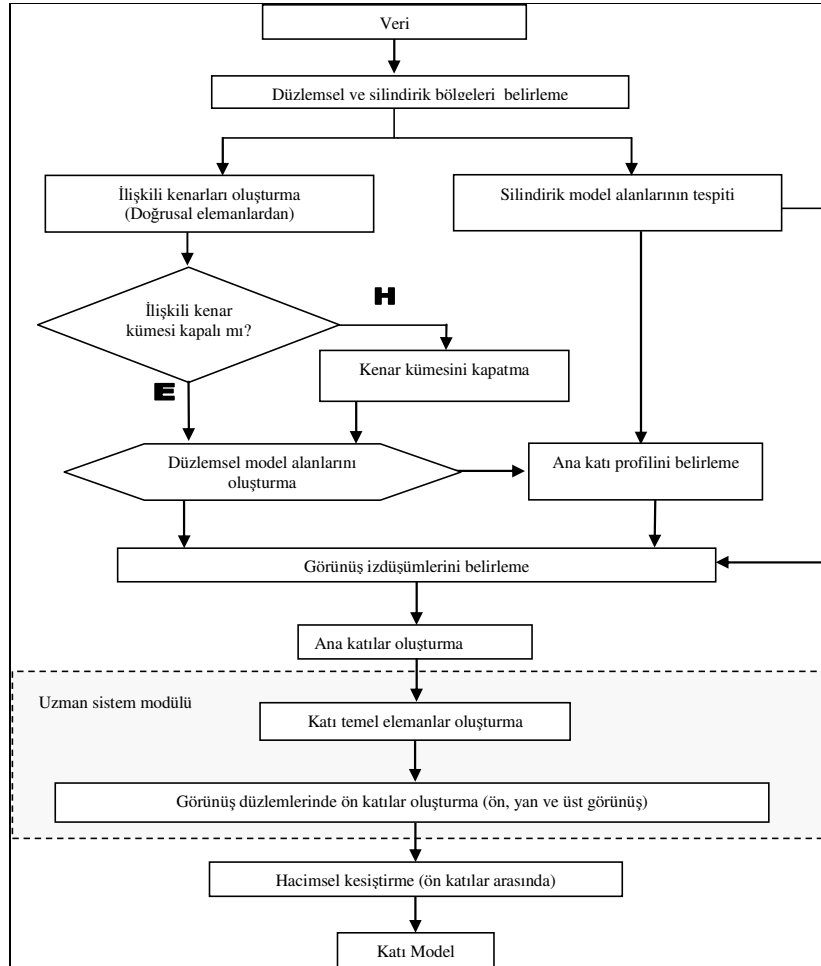 Veri
Düzlemsel ve silindirik bölgeleri belirleme
İlişkili kenarları oluşturma
(Doğrusal elemanlardan)
Silindirik model alanlarının tespiti
İlişkili kenar
kümesi kapalı mı?
H
Kenar kümesini kapatma
E
Düzlemsel model alanlarını
oluşturma
Ana katı profilini belirleme
Görünüş izdüşümlerini belirleme
Ana katılar oluşturma
Uzman sistem modülü
Katı temel elemanlar oluşturma
Görünüş düzlemlerinde ön katılar oluşturma (ön, yan ve üst görünüş)
Hacimsel kesiştirme (ön katılar arasında)
Katı Model